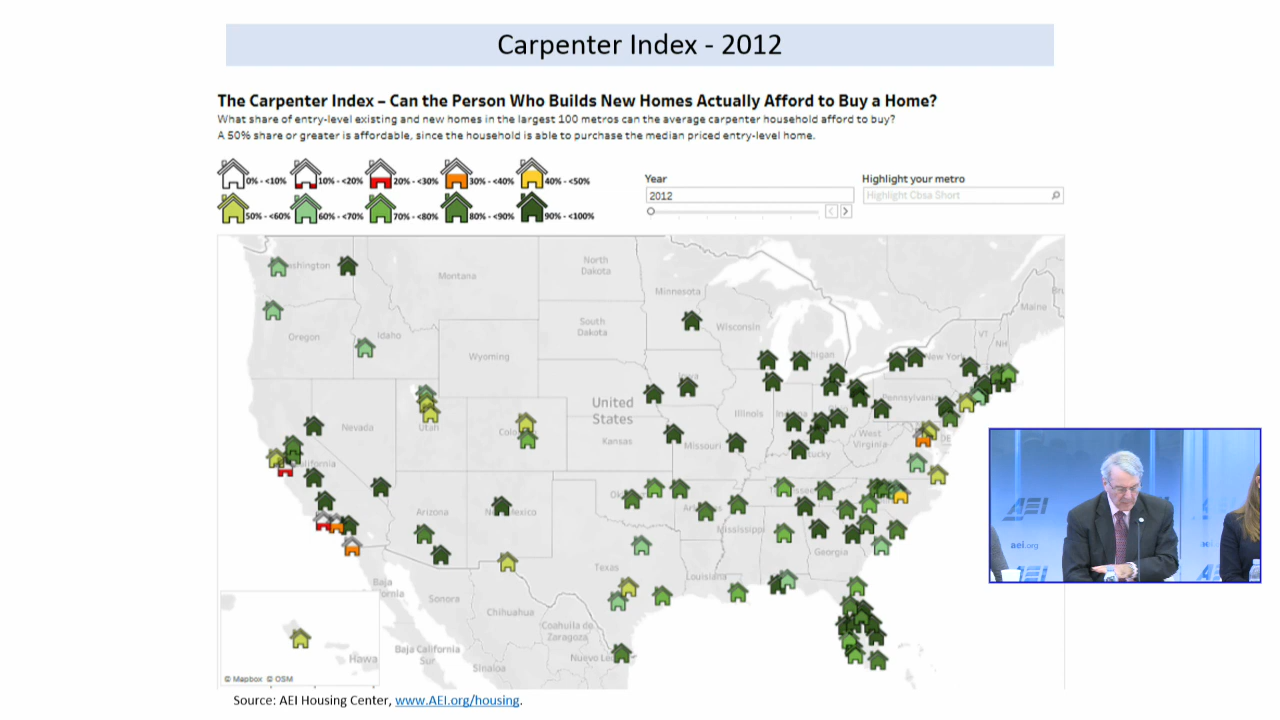 Carpenter Index - 2012
The Carpenter Index – Can the Person Who Builds New Homes Actually Afford to Buy a Home?
What share of entry-level existing and new homes in the largest 100 metros can the average carpenter household afford to buy?
A 50% share or greater is affordable, since the household is able to purchase the median priced entry-level home.
0% - <10% 10% - <20% 20% - <30% 30% - <40% 40% - <50%
50% - <60% 60% - <70% 70% - <80% 80% - <90% 90% - <100%
Year
2012
Highlight your metro
Highlight Cbsa Short
North
Dakota
Montana
Minnesota
Maine
South
Dakota
Wisconsin
VT
NH
Oregon
Idaho
Wyoming
New York
United
States
Pennsylvania
Illinois
Nevada
Utah
Kansas
Missouri
West
Virginia
DE
Arizona
Mississippi
Georgia
Texas
Louisiana
Baja
Sonora
Chihuahua
Coahuila de
Zaragoza
Baja California
Sur
Sinaloa
Nuevo
Hawa
© Mapbox © OSM
AEI
aei.org
Source: AEI Housing Center, www.AEI.org/housing.